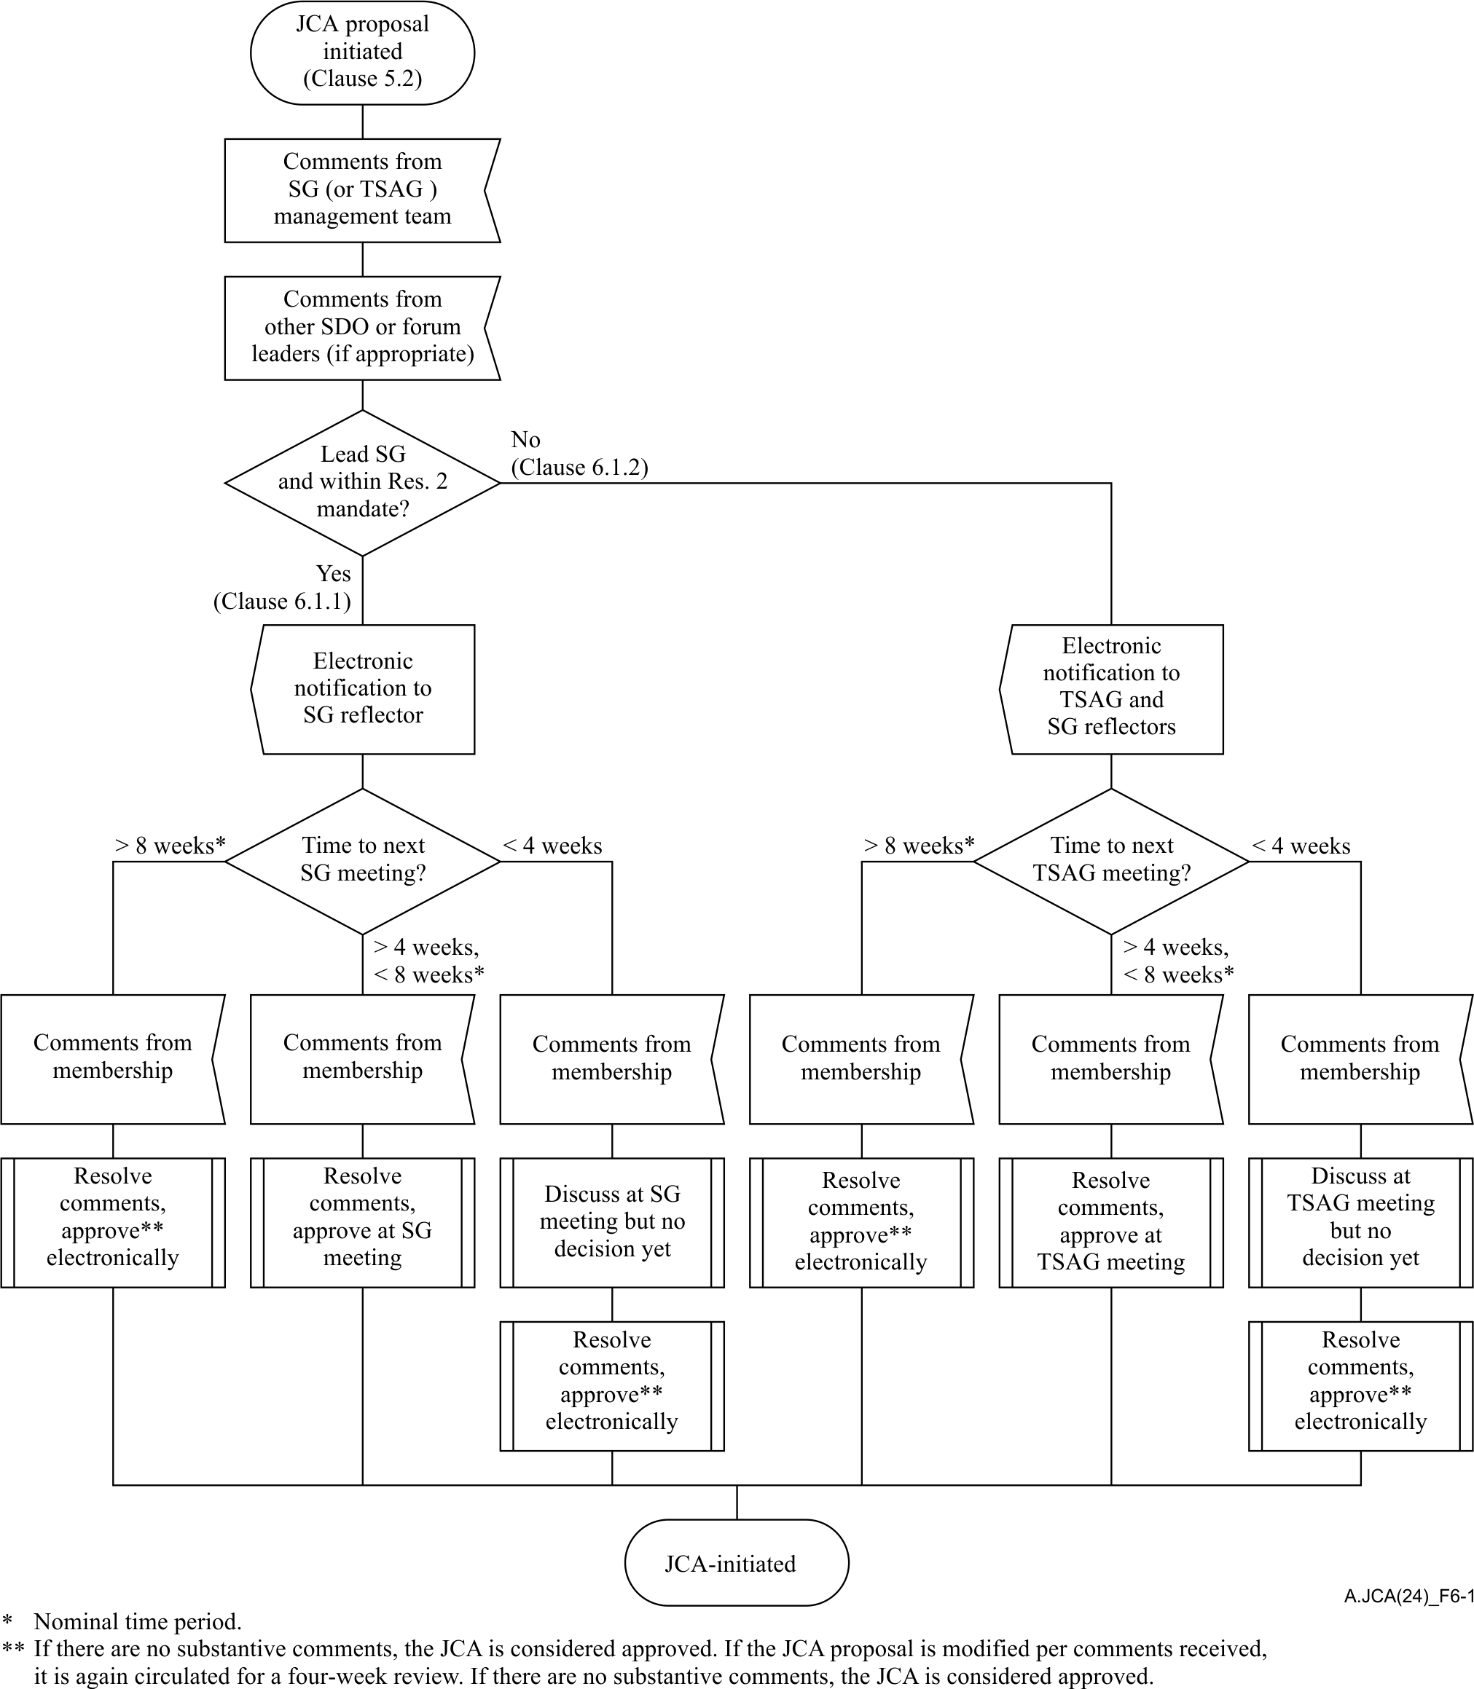 JCA proposal
initiated
(Clause 5.2)
Comments from
SG (or TSAG )
management team
Comments from
other SDO or forum
leaders (if appropriate)
Lead SG
and within Res. 2
mandate?
No
(Clause 6.1.2)
Yes
(Clause 6.1.1)
Electronic
notification to
SG reflector
Electronic
notification to
TSAG and
SG reflectors
> 8 weeks*
Time to next
SG meeting?
< 4 weeks
> 4 weeks,
< 8 weeks*
> 8 weeks*
Time to next
TSAG meeting?
< 4 weeks
> 4 weeks,
< 8 weeks*
Comments from
membership
Comments from
membership
Comments from
membership
Comments from
membership
Comments from
membership
Comments from
membership
Resolve
comments,
approve**
electronically
Resolve
comments,
approve at SG
meeting
Discuss at SG
meeting but no
decision yet
Resolve
comments,
approve**
electronically
Resolve
comments,
approve at
TSAG meeting
Discuss at
TSAG meeting
but no
decision yet
Resolve
comments,
approve**
electronically
Resolve
comments,
approve**
electronically
JCA-initiated
A.JCA(24)_F6-1
* Nominal time period.
** If there are no substantive comments, the JCA is considered approved. If the JCA proposal is modified per comments received,
it is again circulated for a four-week review. If there are no substantive comments, the JCA is considered approved.